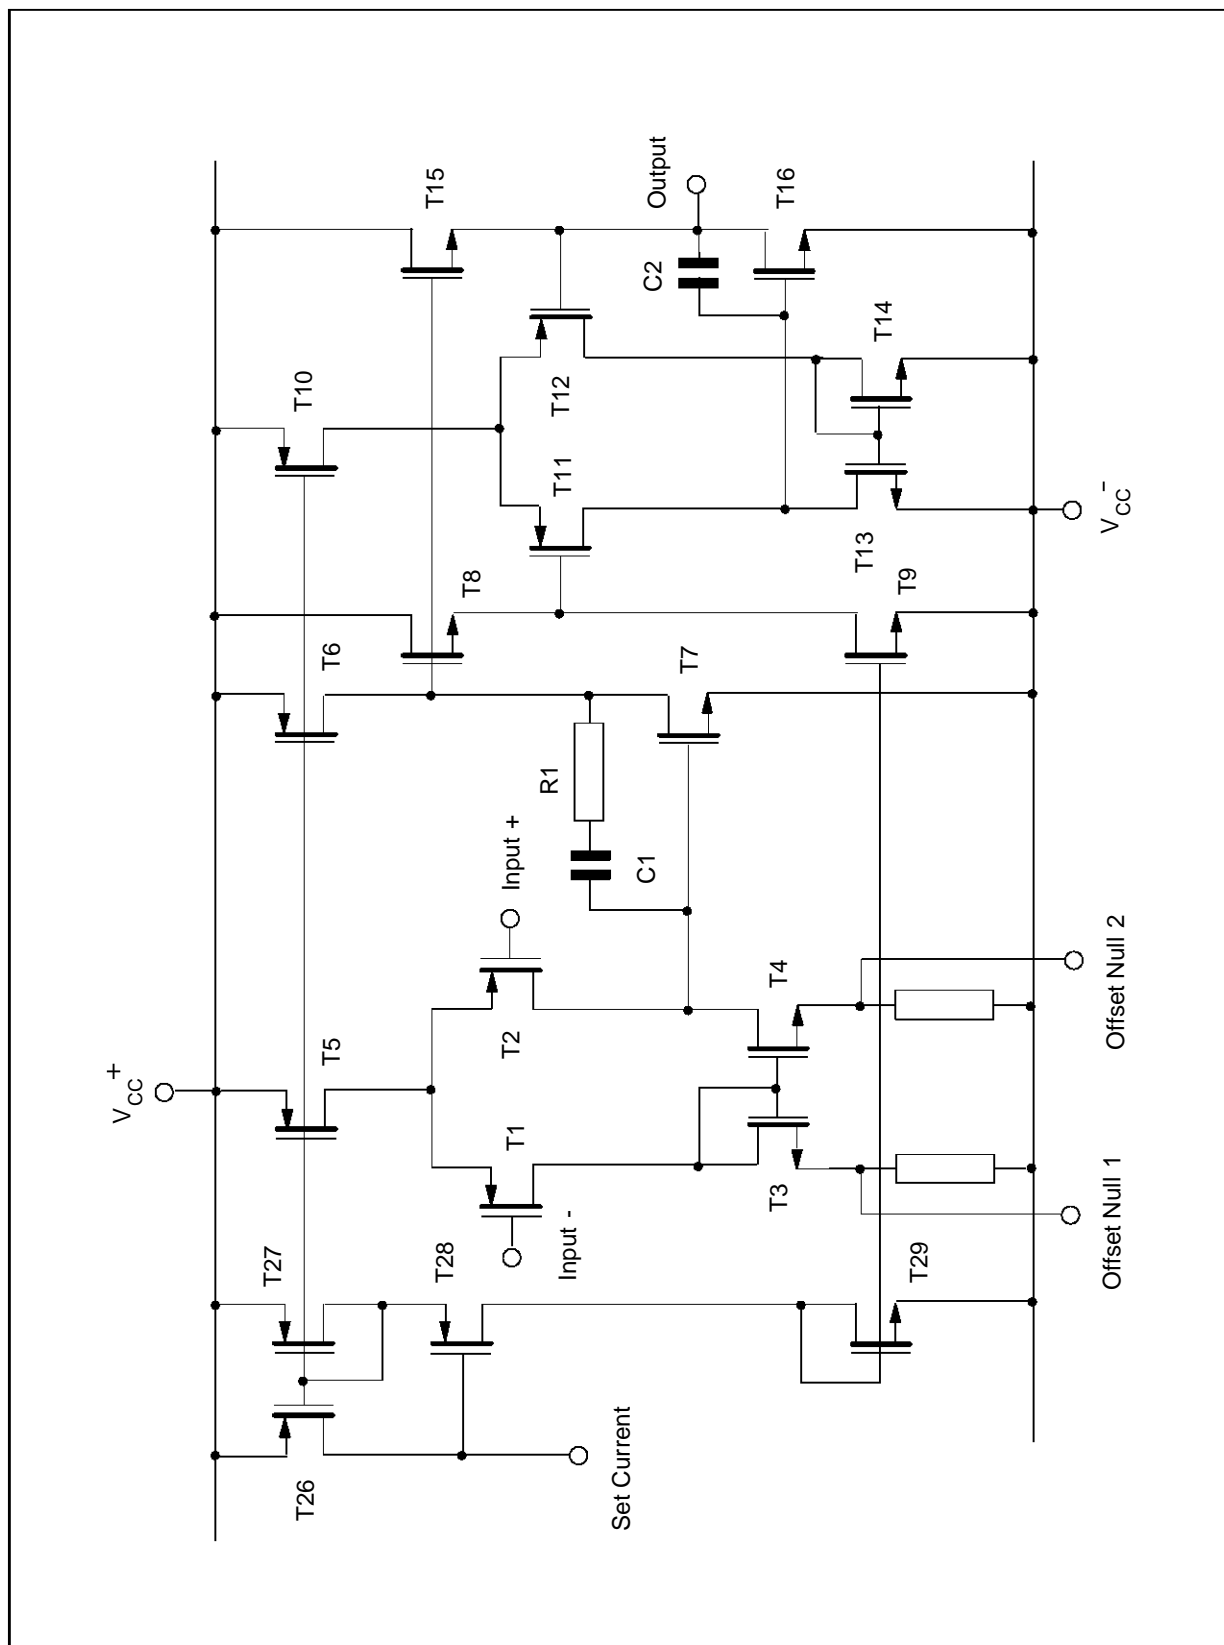 V_CC +
T27
T26
T5
T6
T10
T28
T8
T15
T1
T2
Input +
Input -
R1
T11
T12
Set Current
C1
C2
Output
T7
T3
T4
T16
T29
T9
T13
T14
Offset Null 1
Offset Null 2
V_CC -